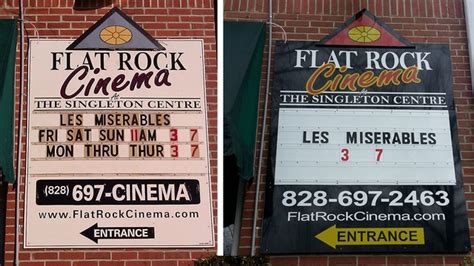 FLAT ROCK
Cinema
THE SINGLETON CENTRE
LES MISERABLES
FRI SAT SUN 11AM 3 7
MON THUR THUR 3 7
(828) 697-CINEMA
www.FlatRockCinema.com
ENTRANCE
FLAT ROCK
Cinema
THE SINGLETON CENTRE
LES MISERABLES
3 7
828-697-2463
FlatRockCinema.com
ENTRANCE